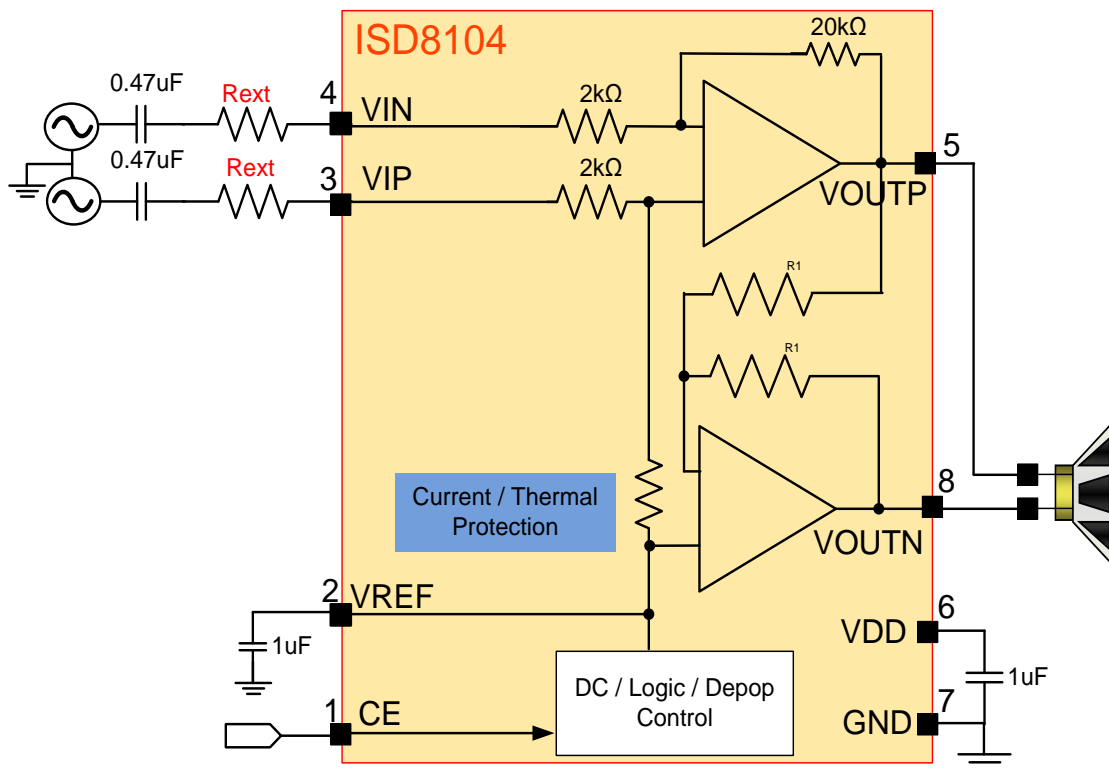 ISD8104
20kΩ
0.47uF
Rext
4
VIN
2kΩ
0.47uF
Rext
3
VIP
2kΩ
5
VOUTP
R1
R1
Current / Thermal
Protection
8
VOUTN
2
VREF
1uF
6
VDD
1uF
DC / Logic / Depop
Control
1
CE
7
GND